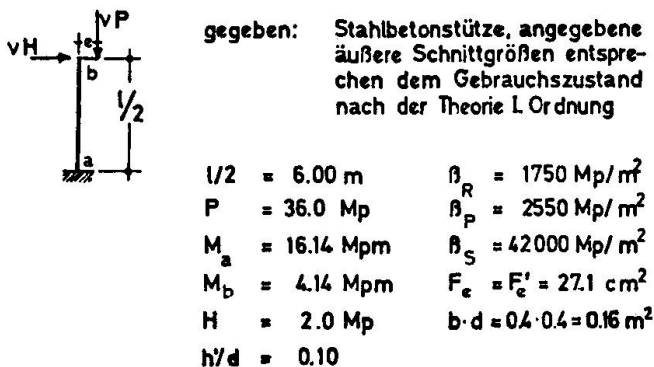 νP
νH
e
b
l/2
a
gegeben: Stahlbetonstütze, angegebene
äußere Schnittgrößen entspre-
chen dem Gebrauchszustand
nach der Theorie I. Ordnung
l/2 = 6.00 m
P = 36.0 Mp
M_a = 16.14 Mpm
M_b = 4.14 Mpm
H = 2.0 Mp
h'/d = 0.10
β_R = 1750 Mp/m²
β_P = 2550 Mp/m²
β_S = 42000 Mp/m²
F_e = F_e' = 27.1 cm²
b·d = 0.4·0.4 = 0.16 m²